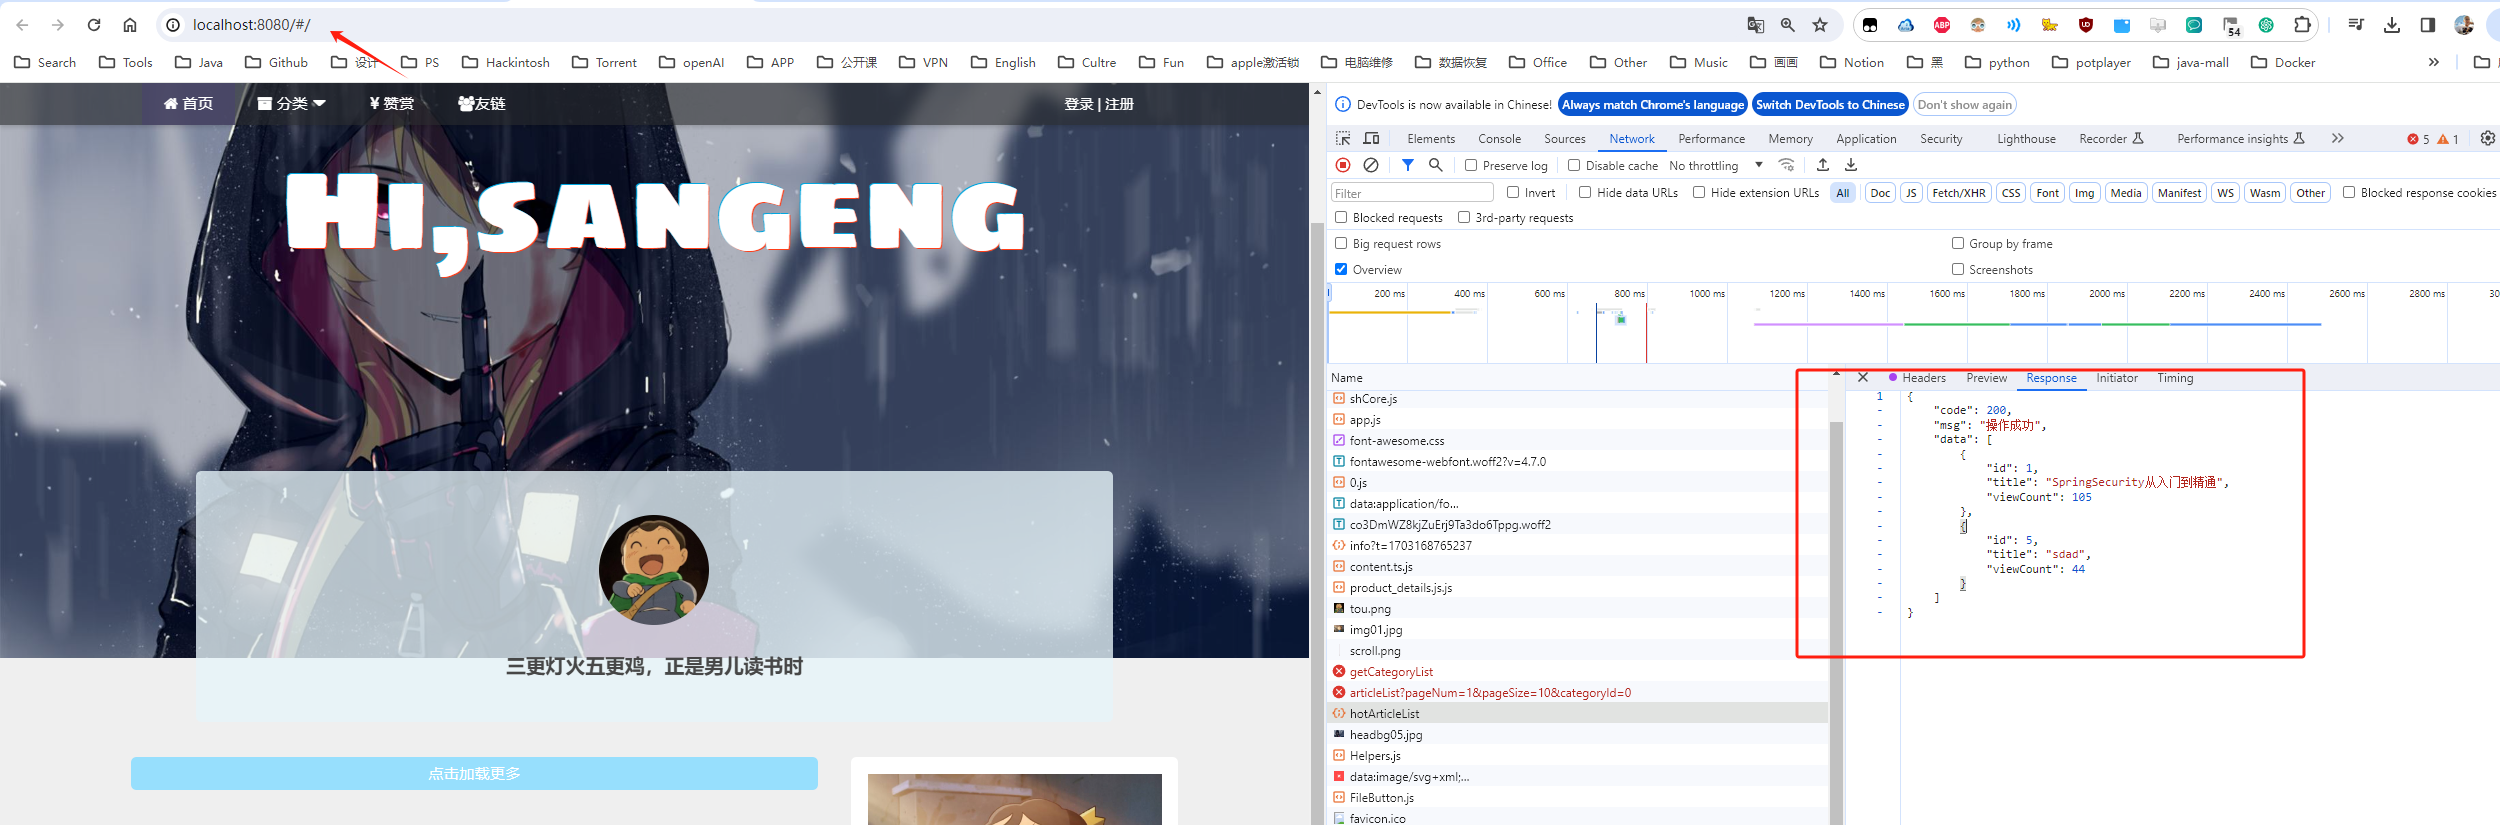 localhost:8080/#/
54
Search Tools Java Github 设计 PS Hackintosh Torrent openAI APP 公开课 VPN English Cultre Fun apple激活锁 电脑维修 数据恢复 Office Other Music 画画 Notion 黑 python potplayer java-mall Docker
首页 分类 ¥ 赞赏 友链 登录 | 注册
Hi,SANGENG
三更灯火五更鸡，正是男儿读书时
点击加载更多
DevTools is now available in Chinese! Always match Chrome's language Switch DevTools to Chinese Don't show again
Elements Console Sources Network Performance Memory Application Security Lighthouse Recorder Performance insights 5 1
Preserve log Disable cache No throttling
Filter Invert Hide data URLs Hide extension URLs All Doc JS Fetch/XHR CSS Font Img Media Manifest WS Wasm Other Blocked response cookies
Blocked requests 3rd-party requests
Big request rows Group by frame
Overview Screenshots
200 ms 400 ms 600 ms 800 ms 1000 ms 1200 ms 1400 ms 1600 ms 1800 ms 2000 ms 2200 ms 2400 ms 2600 ms 2800 ms 30
Name
shCore.js
app.js
font-awesome.css
fontawesome-webfont.woff2?v=4.7.0
0.js
data:application/fo...
co3DmWZ8kjZuErj9Ta3do6Tppg.woff2
info?t=1703168765237
content.ts.js
product_details.js.js
tou.png
img01.jpg
scroll.png
getCategoryList
articleList?pageNum=1&pageSize=10&categoryId=0
hotArticleList
headbg05.jpg
Helpers.js
data:image/svg+xml;...
FileButton.js
favicon.ico
Headers Preview Response Initiator Timing
1 {
- "code": 200,
- "msg": "操作成功",
- "data": [
- {
- "id": 1,
- "title": "SpringSecurity从入门到精通",
- "viewCount": 105
- },
- {
- "id": 5,
- "title": "sdad",
- "viewCount": 44
- }
- ]
- }